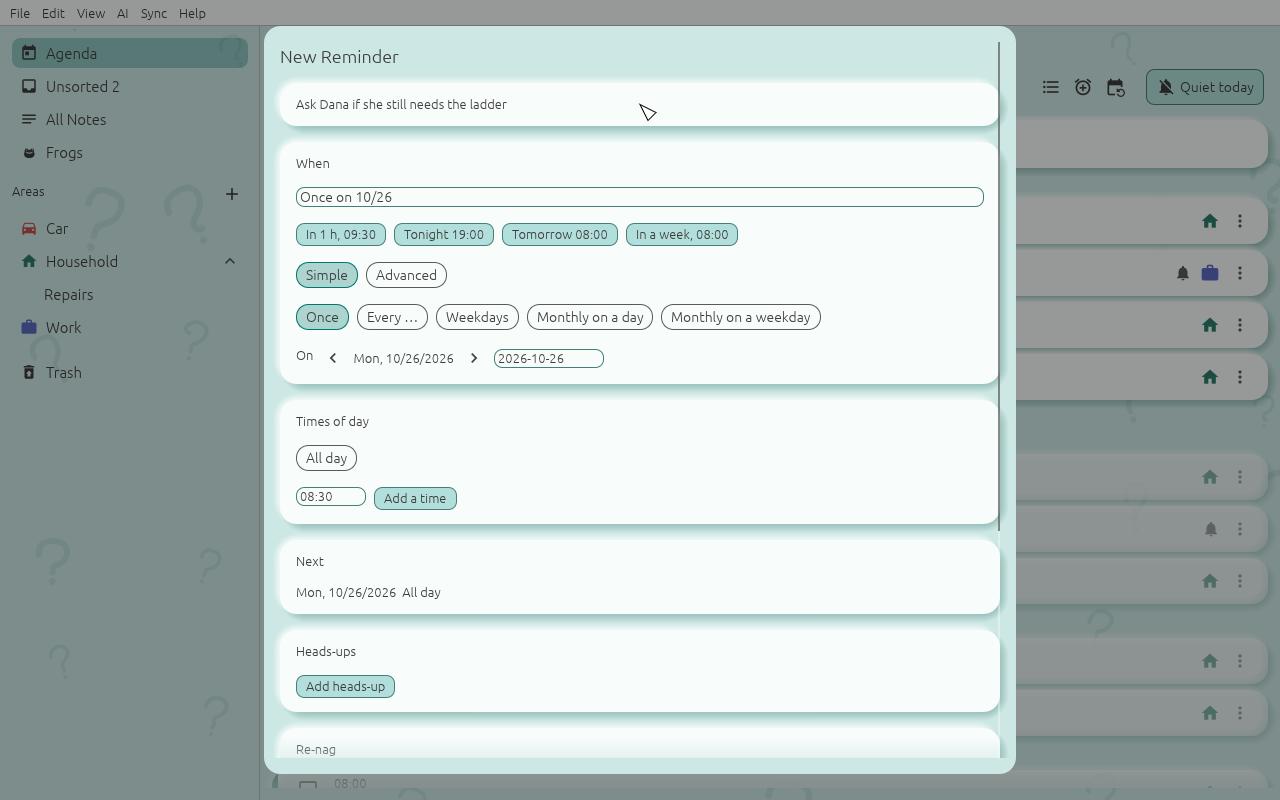 File Edit View AI Sync Help
Agenda
Unsorted 2
All Notes
Frogs
Areas
Car
Household
Repairs
Work
Trash
Quiet today
New Reminder
Ask Dana if she still needs the ladder
When
Once on 10/26
In 1 h, 09:30 Tonight 19:00 Tomorrow 08:00 In a week, 08:00
Simple Advanced
Once Every … Weekdays Monthly on a day Monthly on a weekday
On Mon, 10/26/2026 2026-10-26
Times of day
All day
08:30 Add a time
Next
Mon, 10/26/2026 All day
Heads-ups
Add heads-up
Re-nag
08:00